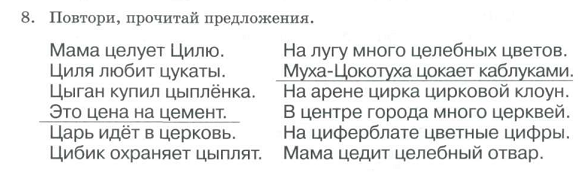 8. Повтори, прочитай предложения.
Мама целует Цилю.
Циля любит цукаты.
Цыган купил цыплёнка.
Это цена на цемент.
Царь идёт в церковь.
Цибик охраняет цыплят.
На лугу много целебных цветов.
Муха-Цокотуха цокает каблуками.
На арене цирка цирковой клоун.
В центре города много церквей.
На циферблате цветные цифры.
Мама цедит целебный отвар.